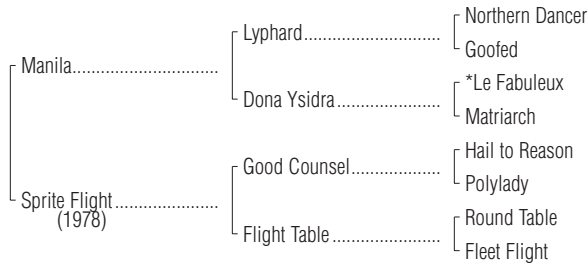 Northern Dancer
Lyphard
Goofed
Manila
*Le Fabuleux
Dona Ysidra
Matriarch
Hail to Reason
Good Counsel
Polylady
Sprite Flight
(1978)
Round Table
Flight Table
Fleet Flight